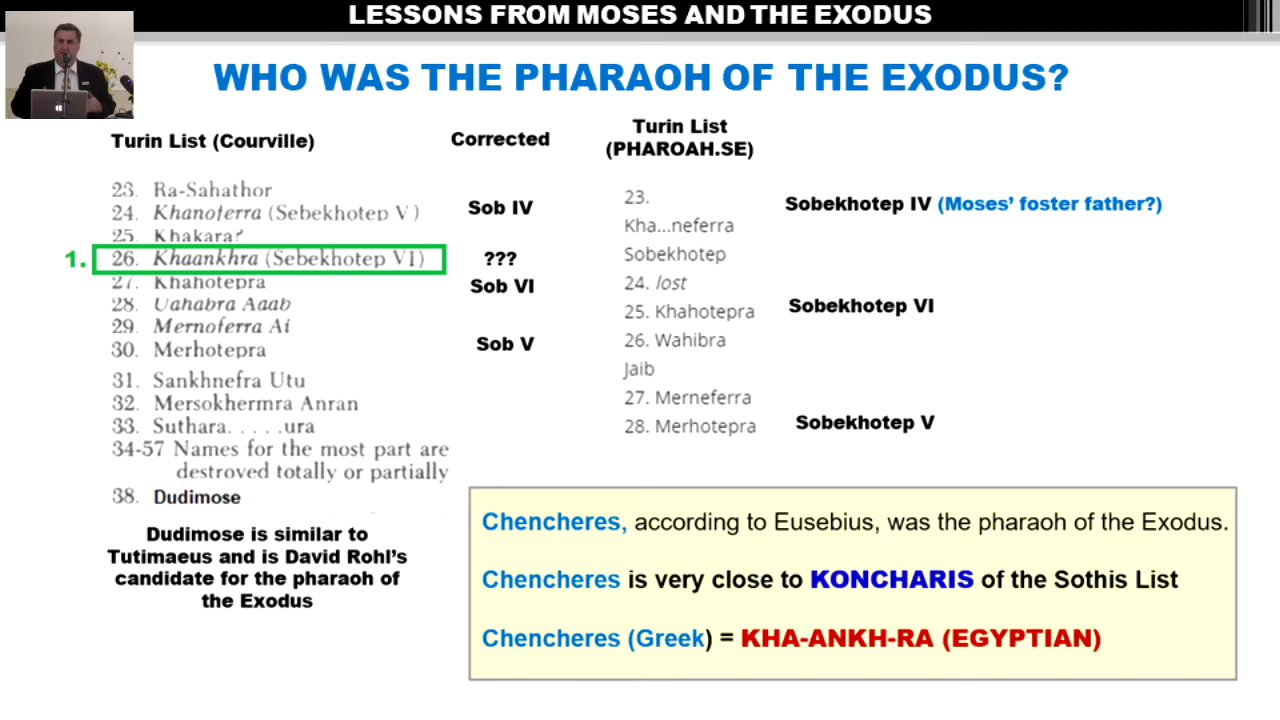 LESSONS FROM MOSES AND THE EXODUS
WHO WAS THE PHARAOH OF THE EXODUS?
Turin List (Courville)
23. Ra-Sahathor
24. Khanoferra (Sebekhotep V)
25. Khakara?
1. 26. Khaankhra (Sebekhotep VI)
27. Khahotepra
28. Uahabra Aaab
29. Mernoferra Ai
30. Merhotepra
31. Sankhnefra Utu
32. Mersokhermra Anran
33. Suthara. . . . .ura
34-57 Names for the most part are
destroyed totally or partially
38. Dudimose
Dudimose is similar to
Tutimaeus and is David Rohl's
candidate for the pharaoh of
the Exodus
Corrected
Sob IV
???
Sob VI
Sob V
Turin List
(PHAROAH.SE)
23.
Kha...neferra
Sobekhotep
24. lost
25. Khahotepra
26. Wahibra
Jaib
27. Merneferra
28. Merhotepra
Sobekhotep IV (Moses' foster father?)
Sobekhotep VI
Sobekhotep V
Chencheres, according to Eusebius, was the pharaoh of the Exodus.
Chencheres is very close to KONCHARIS of the Sothis List
Chencheres (Greek) = KHA-ANKH-RA (EGYPTIAN)